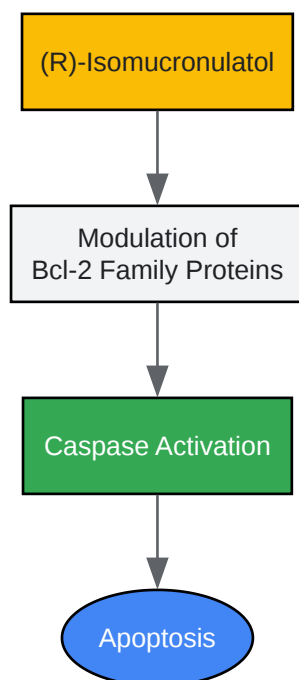 (R)-Isomucronulatol
Modulation of
Bcl-2 Family Proteins
Caspase Activation
Apoptosis